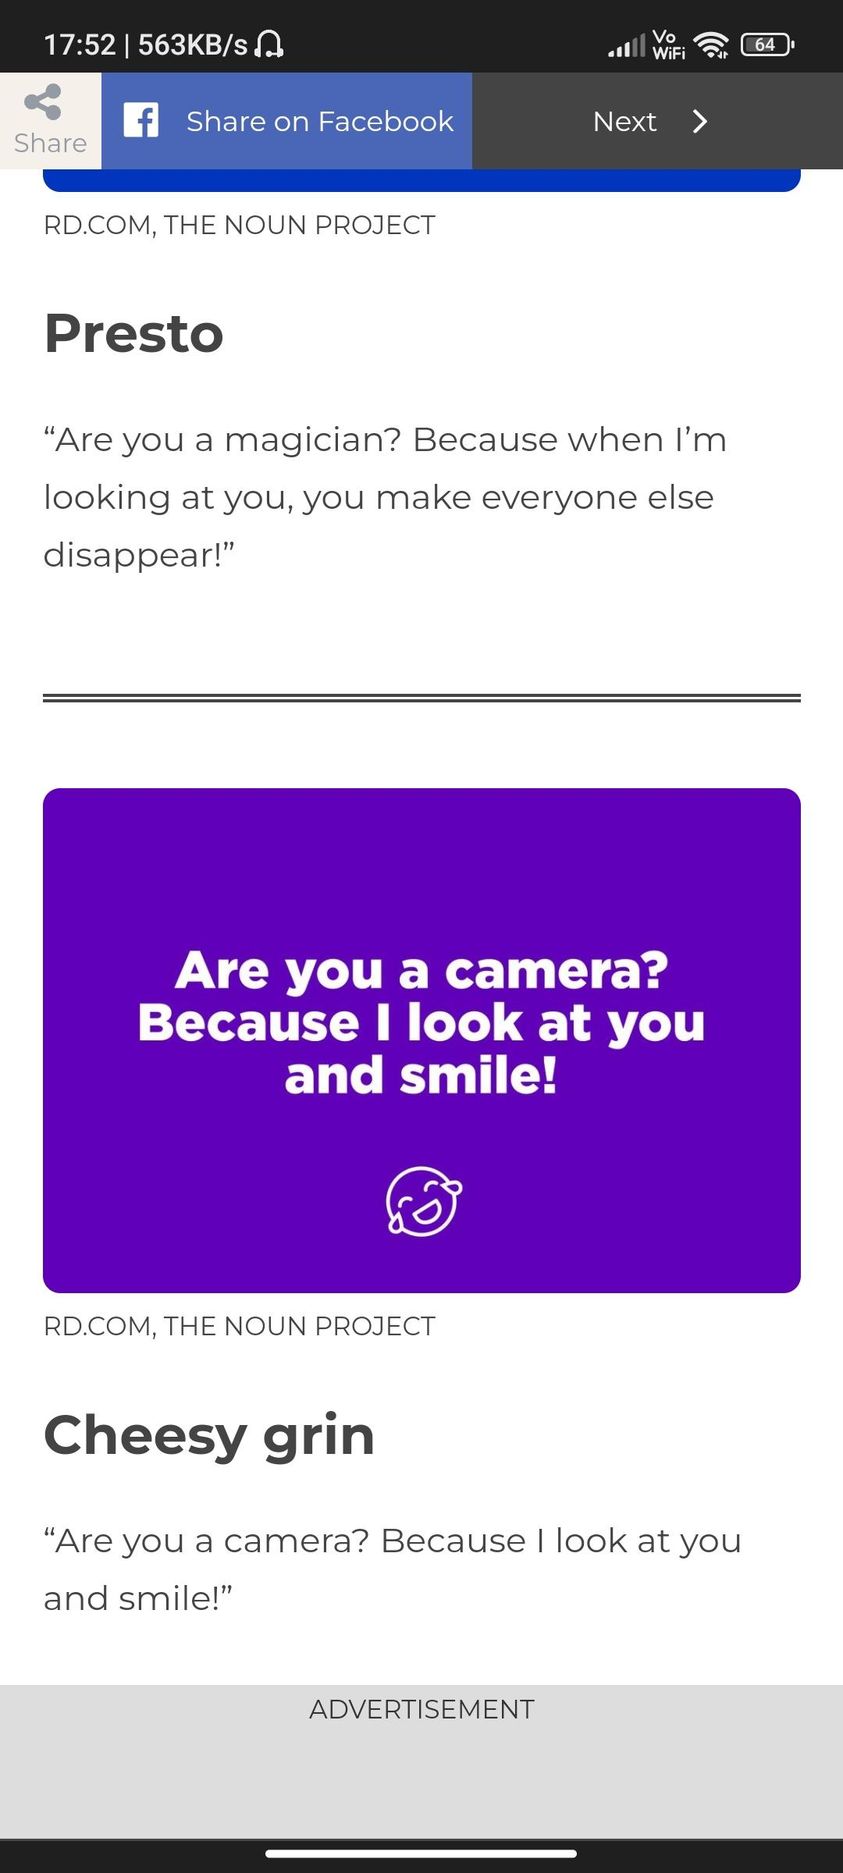 17:52 | 563KB/s
Vo
WiFi
64
Share
Share on Facebook
Next
RD.COM, THE NOUN PROJECT
Presto
“Are you a magician? Because when I’m
looking at you, you make everyone else
disappear!”
Are you a camera?
Because I look at you
and smile!
RD.COM, THE NOUN PROJECT
Cheesy grin
“Are you a camera? Because I look at you
and smile!”
ADVERTISEMENT